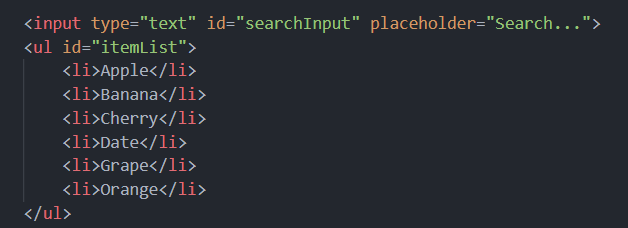 <input type="text" id="searchInput" placeholder="Search...">
<ul id="itemList">
    <li>Apple</li>
    <li>Banana</li>
    <li>Cherry</li>
    <li>Date</li>
    <li>Grape</li>
    <li>Orange</li>
</ul>